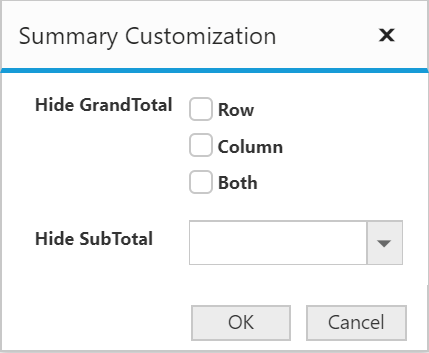 Summary Customization
Hide GrandTotal Row
Column
Both
Hide SubTotal
OK Cancel